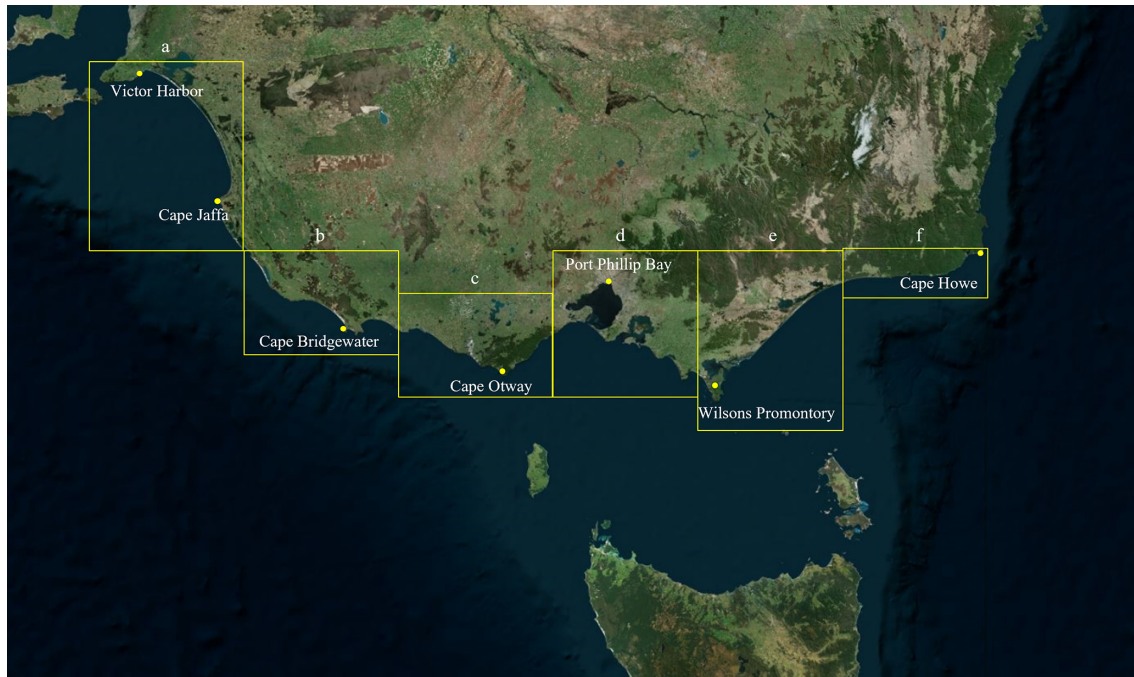 a
Victor Harbor
Cape Jaffa
b
Cape Bridgewater
c
Cape Otway
d
Port Phillip Bay
e
Wilsons Promontory
f
Cape Howe